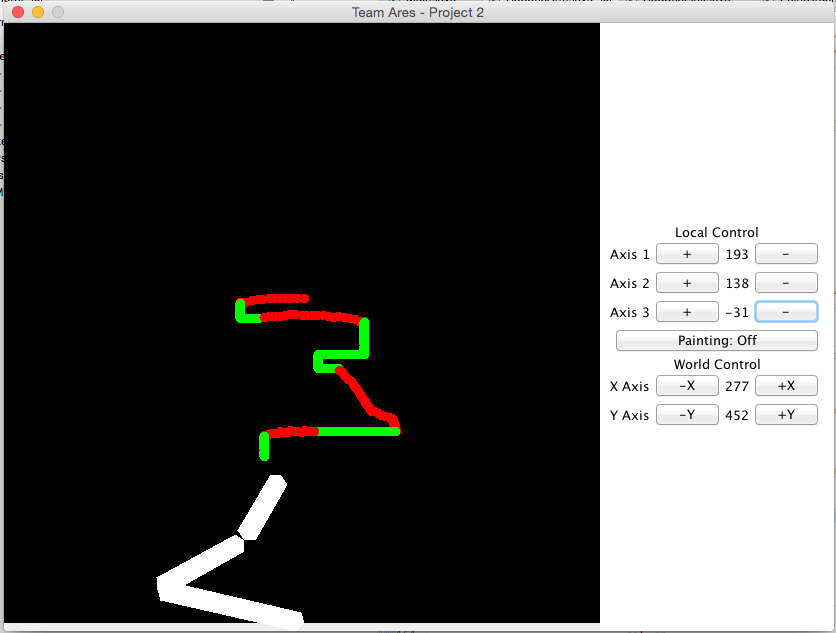 Team Ares - Project 2
Local Control
Axis 1 + 193 -
Axis 2 + 138 -
Axis 3 + -31 -
Painting: Off
World Control
X Axis -X 277 +X
Y Axis -Y 452 +Y